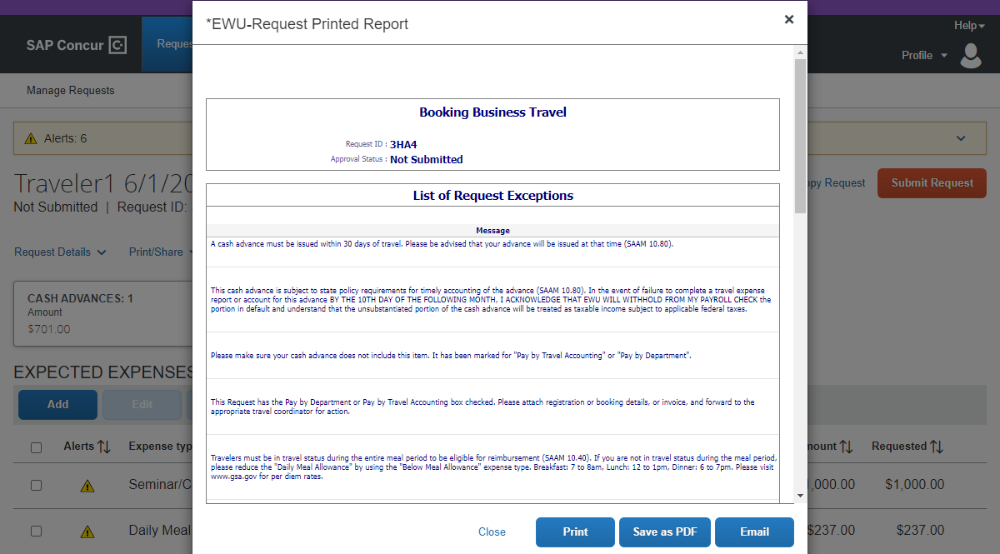 *EWU-Request Printed Report
×
Help
SAP Concur C
Reques
Profile
Manage Requests
Alerts: 6
Traveler1 6/1/20
Not Submitted | Request ID:
py Request
Submit Request
Request Details
Print/Share
CASH ADVANCES: 1
Amount
$701.00
EXPECTED EXPENSES
Add
Edit
Alerts
Expense typ
nount
Requested
Seminar/C
,000.00
$1,000.00
Daily Meal
$237.00
$237.00
Booking Business Travel
Request ID : 3HA4
Approval Status : Not Submitted
List of Request Exceptions
Message
A cash advance must be issued within 30 days of travel. Please be advised that your advance will be issued at that time (SAAM 10.80).
This cash advance is subject to state policy requirements for timely accounting of the advance (SAAM 10.80). In the event of failure to complete a travel expense
report or account for this advance BY THE 10TH DAY OF THE FOLLOWING MONTH, I ACKNOWLEDGE THAT EWU WILL WITHHOLD FROM MY PAYROLL CHECK the
portion in default and understand that the unsubstantiated portion of the cash advance will be treated as taxable income subject to applicable federal taxes.
Please make sure your cash advance does not include this item. It has been marked for "Pay by Travel Accounting" or "Pay by Department".
This Request has the Pay by Department or Pay by Travel Accounting box checked. Please attach registration or booking details, or invoice, and forward to the
appropriate travel coordinator for action.
Travelers must be in travel status during the entire meal period to be eligible for reimbursement (SAAM 10.40). If you are not in travel status during the meal period,
please reduce the "Daily Meal Allowance" by using the "Below Meal Allowance" expense type. Breakfast: 7 to 8am, Lunch: 12 to 1pm, Dinner: 6 to 7pm. Please visit
www.gsa.gov for per diem rates.
Close
Print
Save as PDF
Email